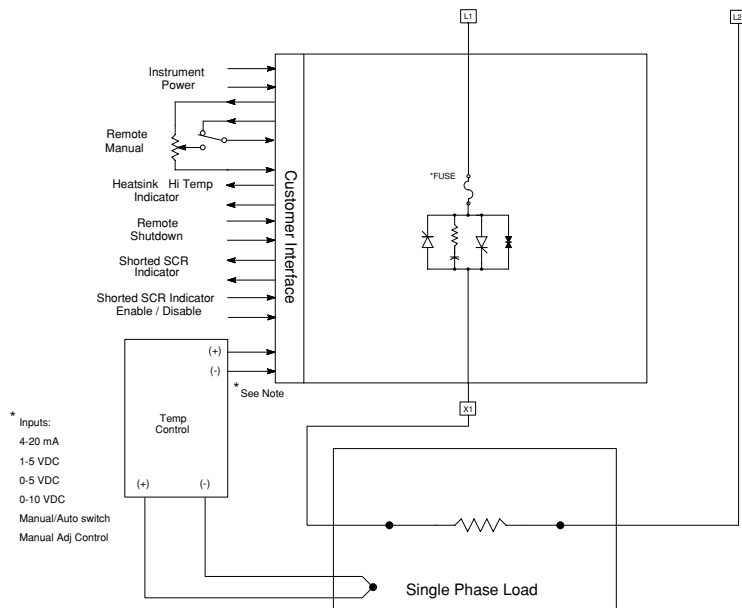 L1
L2
Instrument
Power
Remote
Manual
Heatsink Hi Temp
Indicator
Remote
Shutdown
Shorted SCR
Indicator
Shorted SCR Indicator
Enable / Disable
Customer Interface
*FUSE
(+)
(-)
* See Note
Temp
Control
(+)
(-)
X1
* Inputs:
4-20 mA
1-5 VDC
0-5 VDC
0-10 VDC
Manual/Auto switch
Manual Adj Control
Single Phase Load